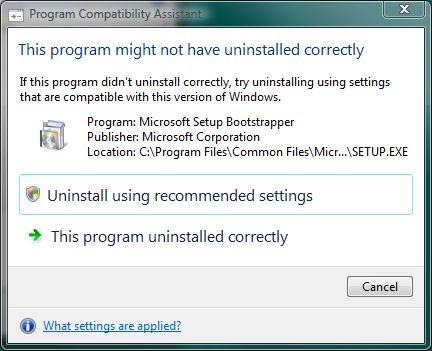 Program Compatibility Assistant
This program might not have uninstalled correctly
If this program didn't uninstall correctly, try uninstalling using settings
that are compatible with this version of Windows.
Program: Microsoft Setup Bootstrapper
Publisher: Microsoft Corporation
Location: C:\Program Files\Common Files\Micr...\SETUP.EXE
Uninstall using recommended settings
This program uninstalled correctly
Cancel
What settings are applied?